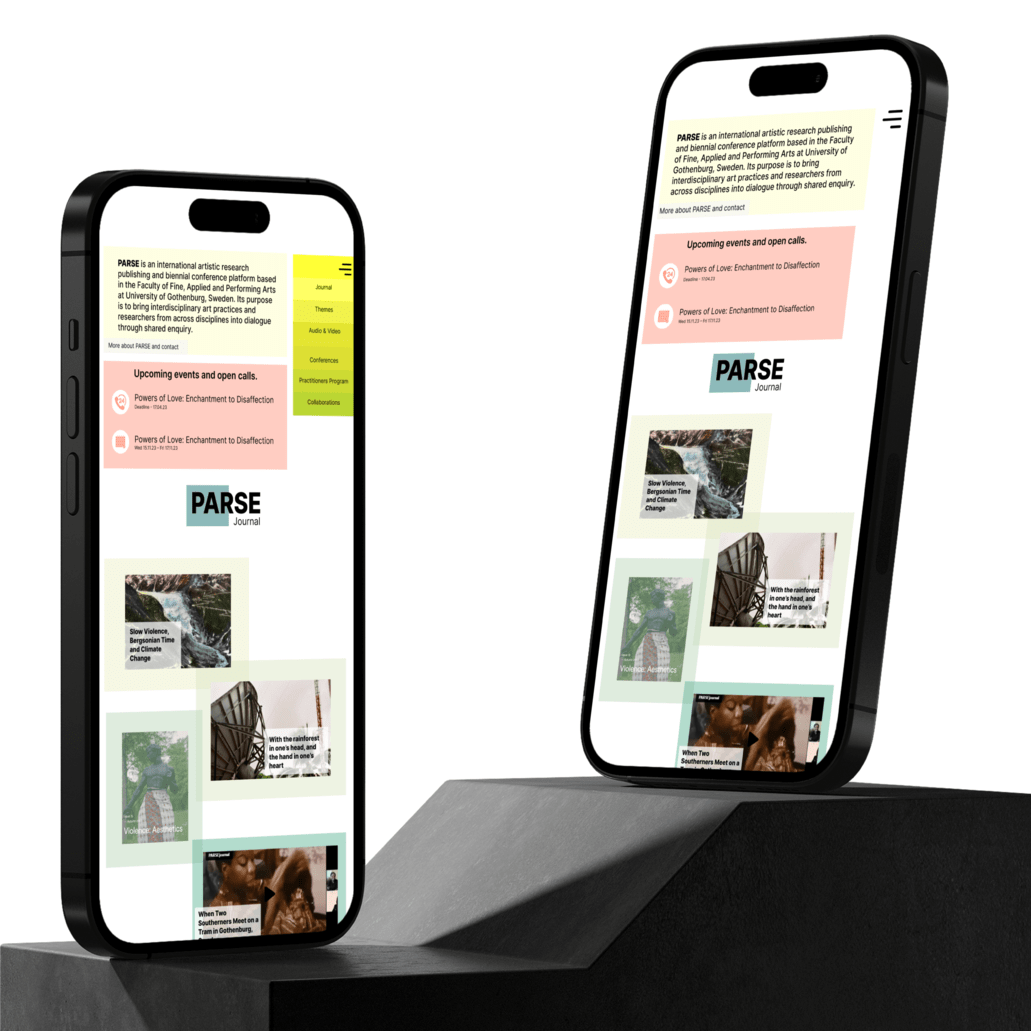 PARSE is an international artistic research
publishing and biennial conference platform based
in the Faculty of Fine, Applied and Performing Arts
at University of Gothenburg, Sweden. Its purpose
is to bring interdisciplinary art practices and
researchers from across disciplines into dialogue
through shared enquiry.
More about PARSE and contact
Journal
Themes
Audio & Video
Conferences
Practitioners Program
Collaborations
Upcoming events and open calls.
24
Powers of Love: Enchantment to Disaffection
Deadline - 17.04.23
Powers of Love: Enchantment to Disaffection
Wed 15.11.23 – Fri 17.11.23
PARSE
Journal
Slow Violence,
Bergsonian Time
and Climate
Change
With the rainforest
in one's head, and
the hand in one's
heart
Violence: Aesthetics
PARSE Journal
When Two
Southerners Meet on a
Tram in Gothenburg,
PARSE is an international artistic research publishing
and biennial conference platform based in the Faculty
of Fine, Applied and Performing Arts at University of
Gothenburg, Sweden. Its purpose is to bring
interdisciplinary art practices and researchers from
across disciplines into dialogue through shared enquiry.
More about PARSE and contact
Upcoming events and open calls.
24
Powers of Love: Enchantment to Disaffection
Deadline - 17.04.23
Powers of Love: Enchantment to Disaffection
Wed 15.11.23 – Fri 17.11.23
PARSE
Journal
Slow Violence,
Bergsonian Time
and Climate
Change
With the rainforest
in one's head, and
the hand in one's
heart
Violence: Aesthetics
PARSE Journal
When Two
Southerners Meet on a